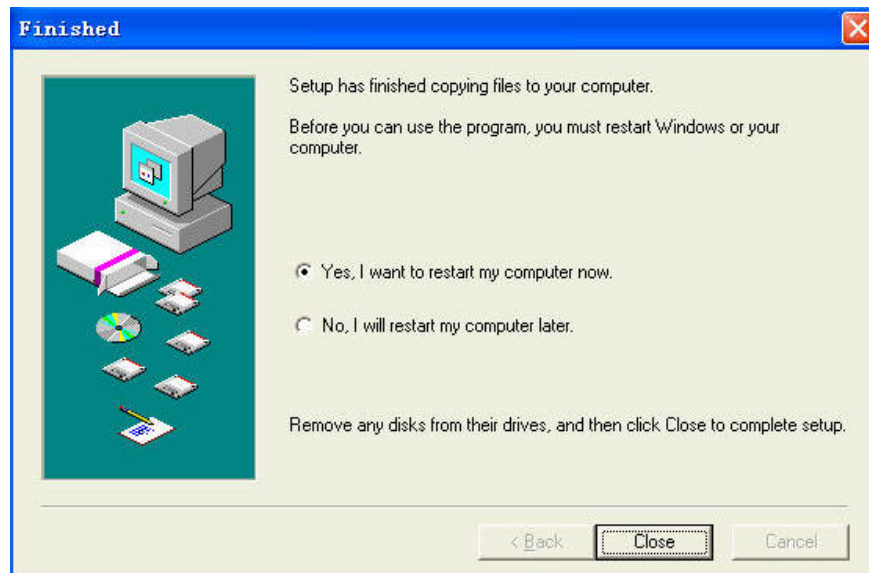 Finished
Setup has finished copying files to your computer.
Before you can use the program, you must restart Windows or your
computer.
Yes, I want to restart my computer now.
No, I will restart my computer later.
Remove any disks from their drives, and then click Close to complete setup.
< Back
Close
Cancel